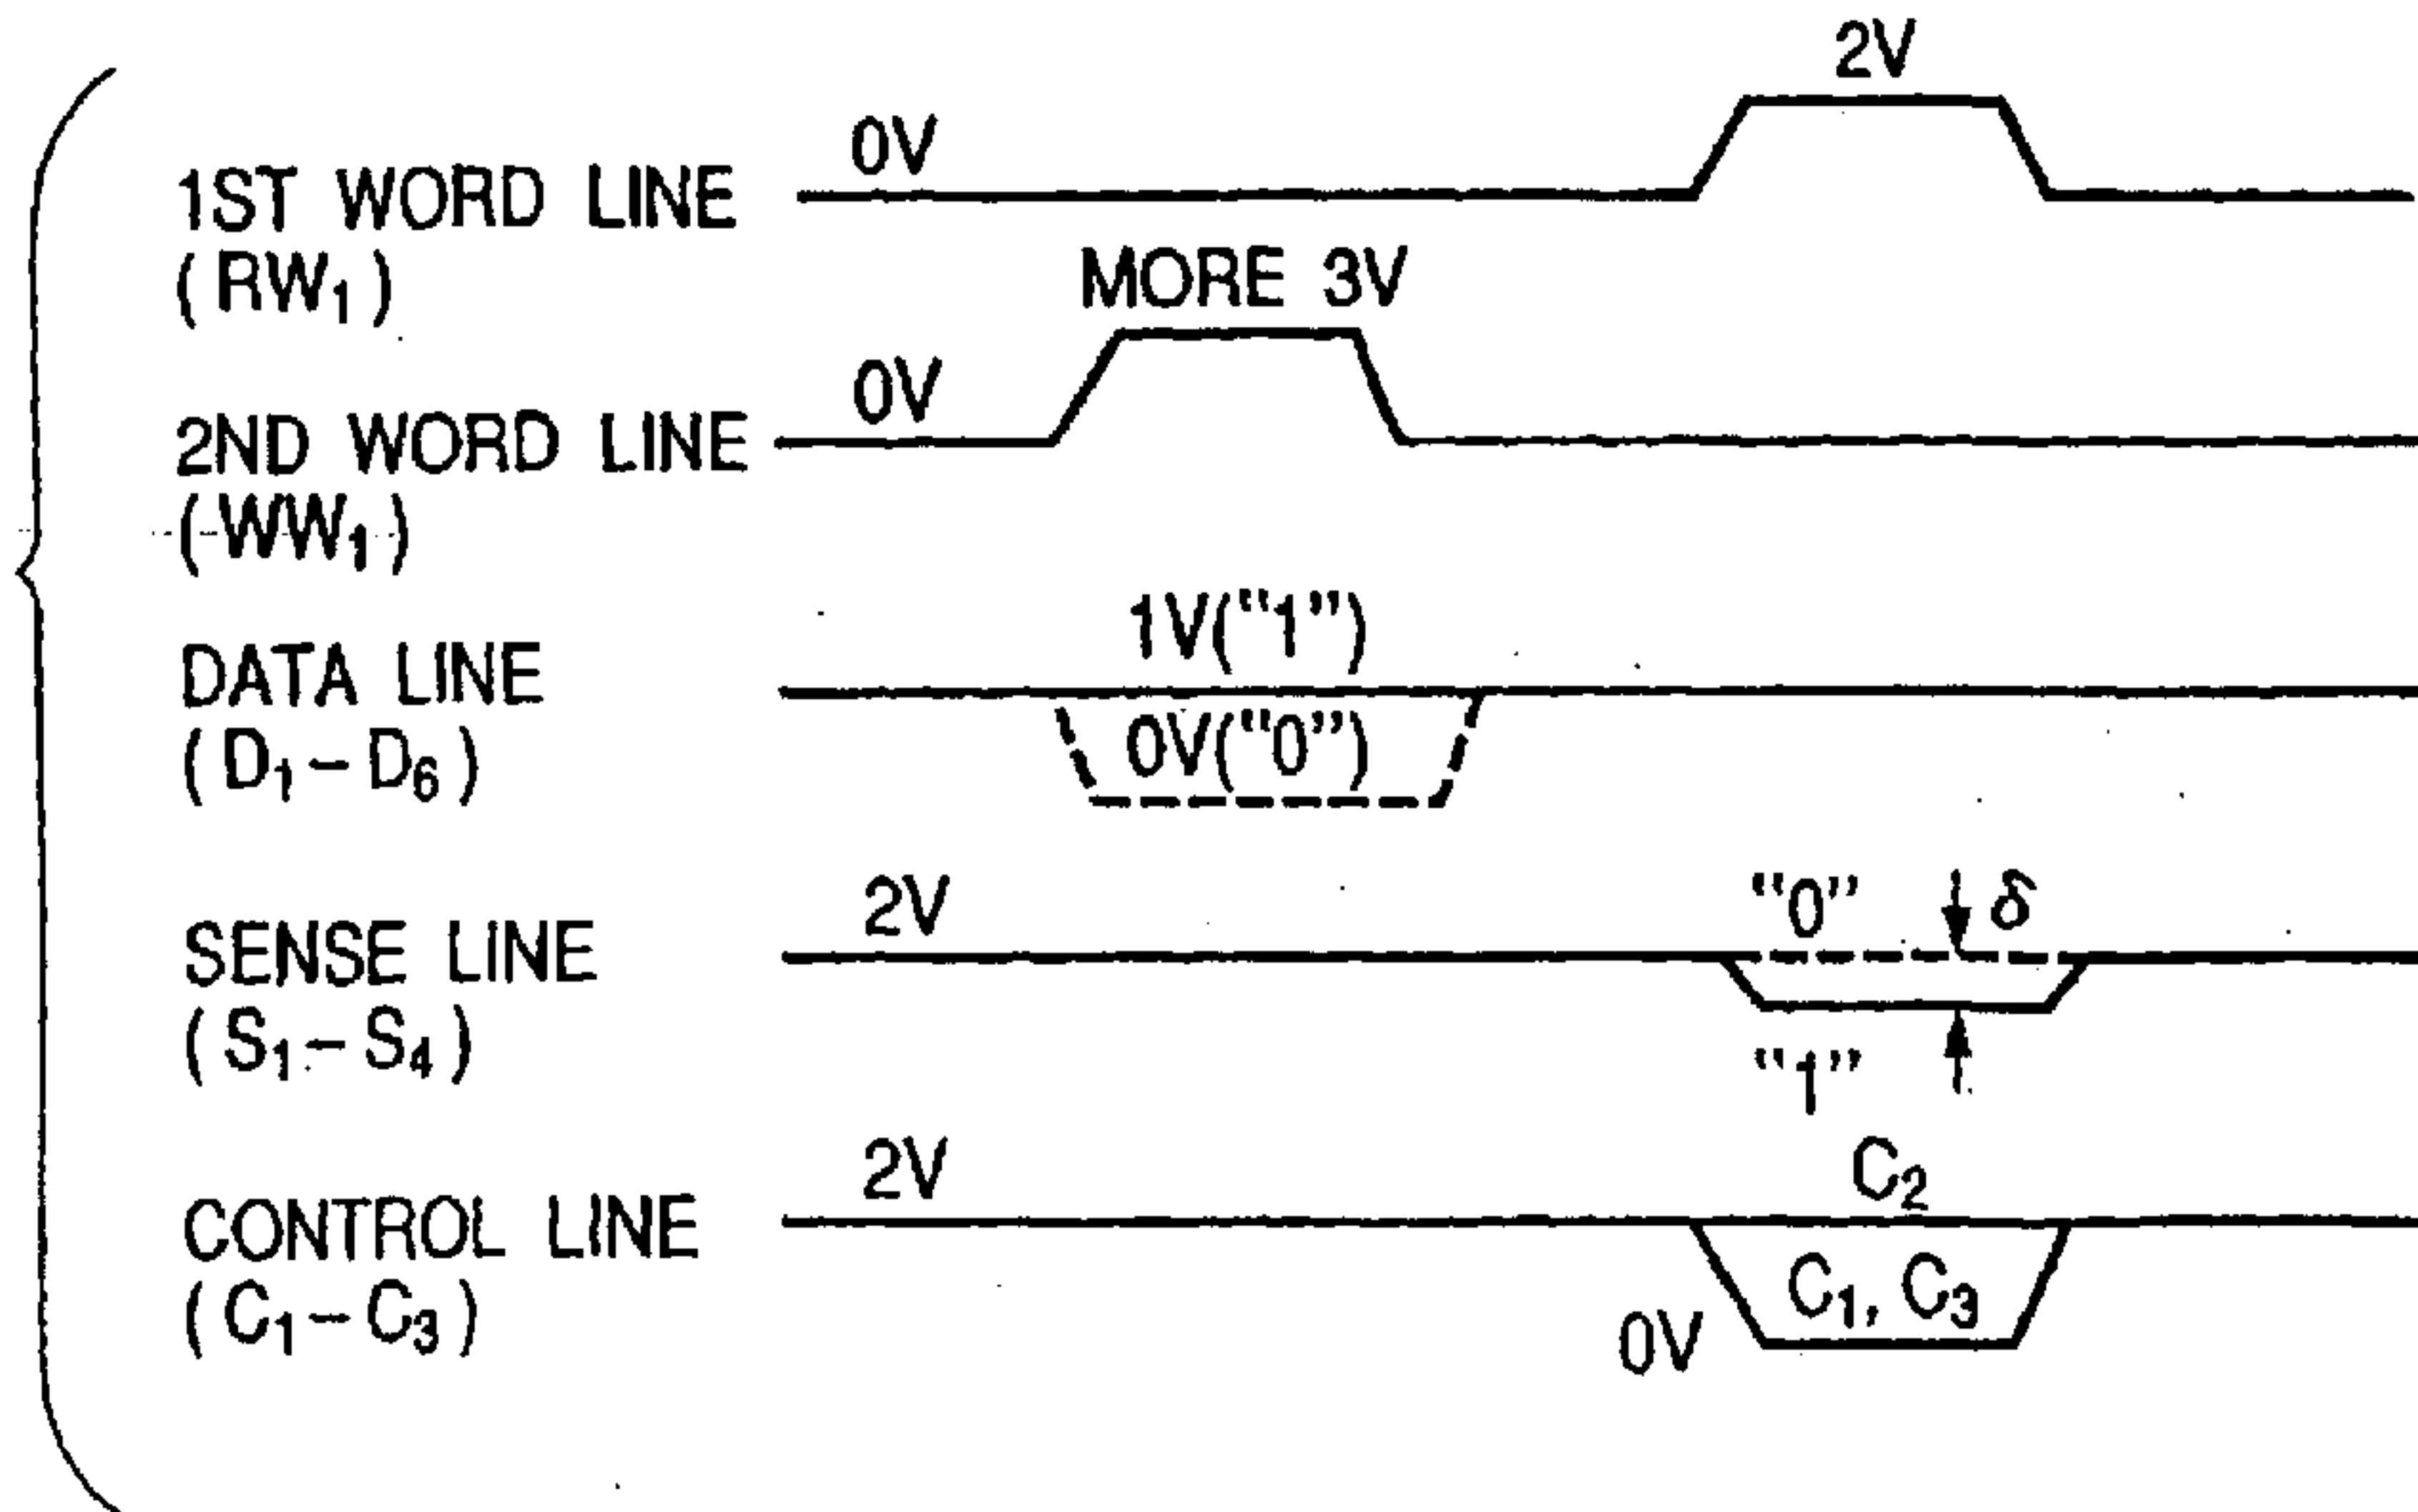 2V
0V
1ST WORD LINE
(RW₁)
MORE 3V
0V
2ND WORD LINE
(WW₁)
1V("1")
DATA LINE
(D₁–D₆)
0V("0")
2V
"0"
δ
SENSE LINE
(S₁–S₄)
"1"
2V
C₂
CONTROL LINE
(C₁–C₃)
C₁, C₃
0V